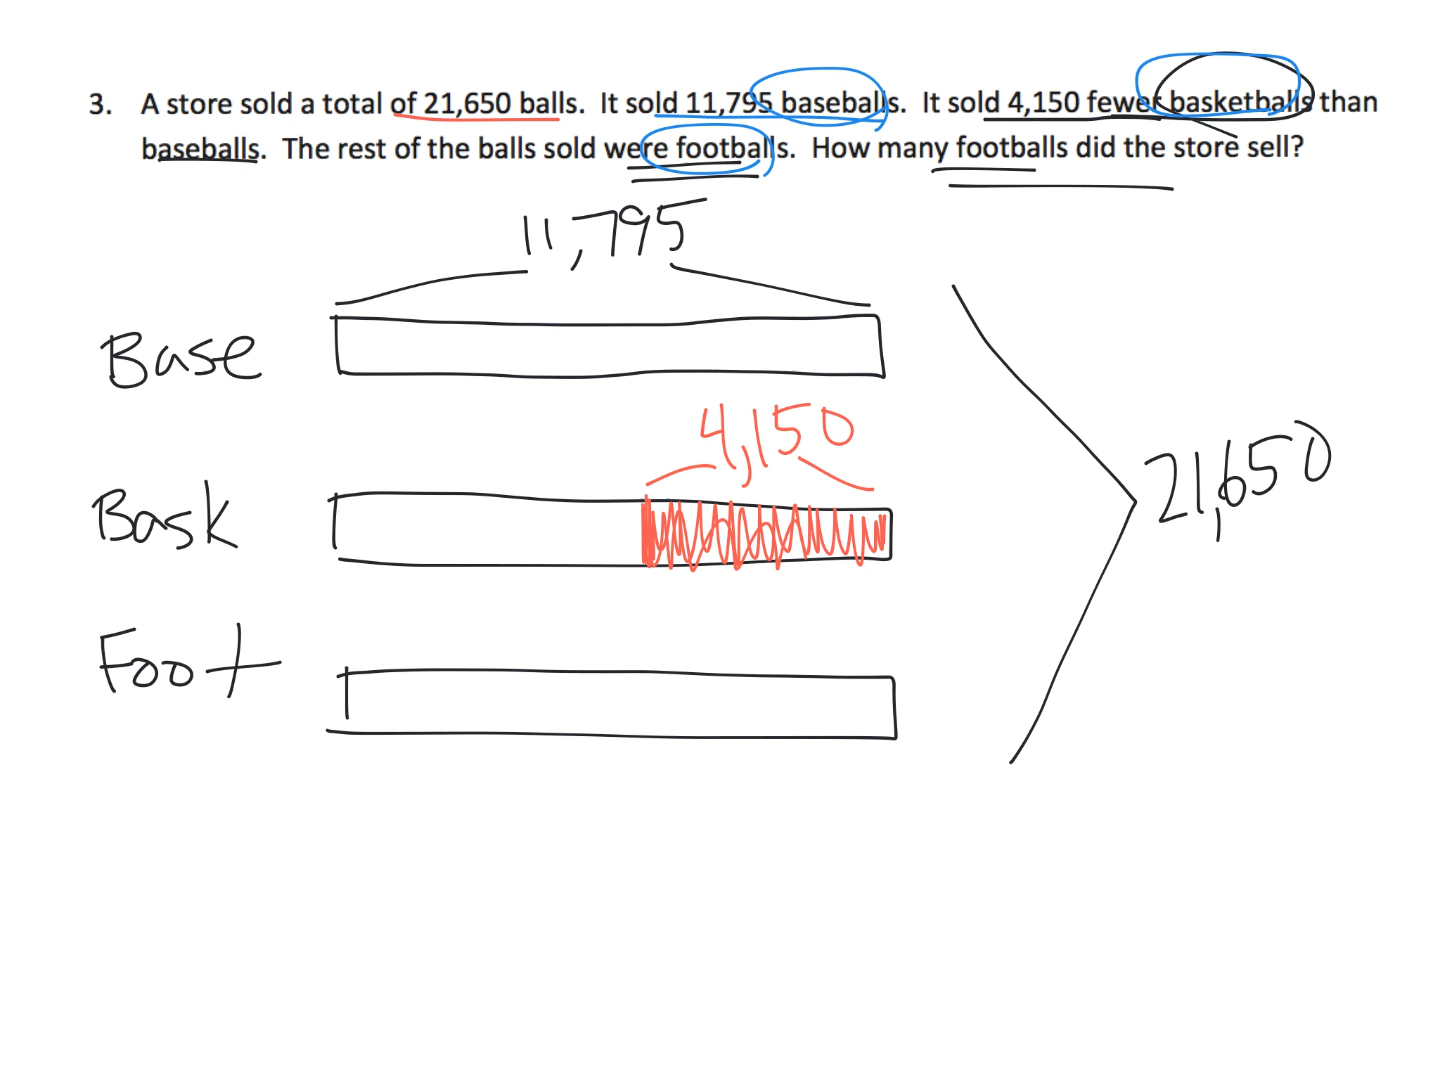 3. A store sold a total of 21,650 balls. It sold 11,795 baseballs. It sold 4,150 fewer basketballs than
baseballs. The rest of the balls sold were footballs. How many footballs did the store sell?
11,795
Base
4,150
Bask
21,650
Foot